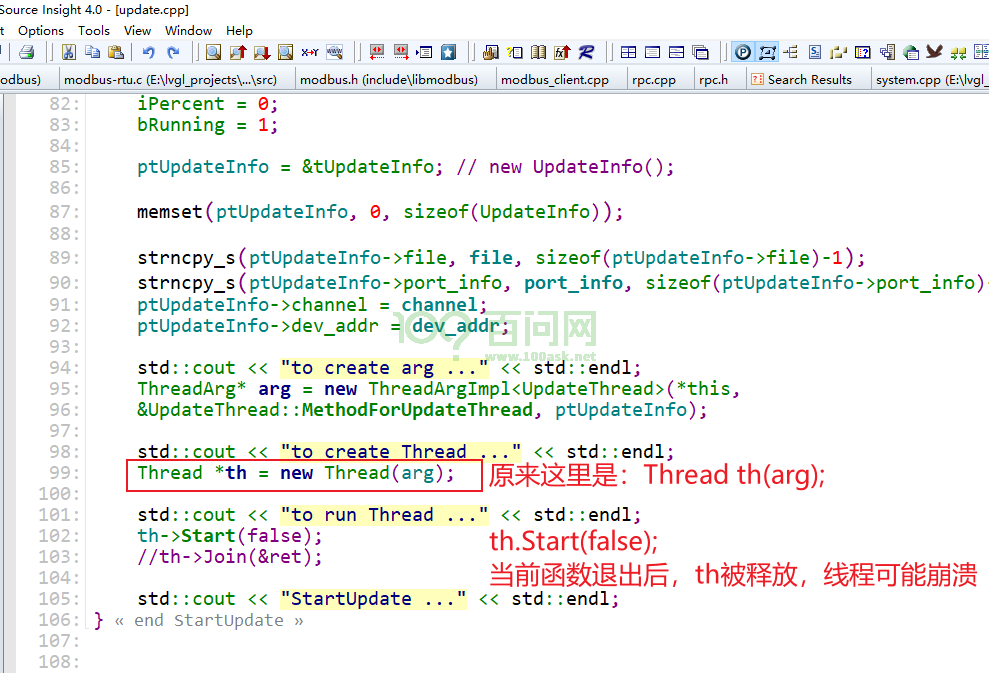 Source Insight 4.0 - [update.cpp]
t Options Tools View Window Help
odbus) modbus-rtu.c (E:\lvgl_projects\...\src) modbus.h (include\libmodbus) modbus_client.cpp rpc.cpp rpc.h Search Results system.cpp (E:\lvgl_
82: iPercent = 0;
83: bRunning = 1;
84:
85: ptUpdateInfo = &tUpdateInfo; // new UpdateInfo();
86:
87: memset(ptUpdateInfo, 0, sizeof(UpdateInfo));
88:
89: strncpy_s(ptUpdateInfo->file, file, sizeof(ptUpdateInfo->file)-1);
90: strncpy_s(ptUpdateInfo->port_info, port_info, sizeof(ptUpdateInfo->port_info)-
91: ptUpdateInfo->channel = channel;
92: ptUpdateInfo->dev_addr = dev_addr;
93:
100?百问网
www.100ask.net
94: std::cout << "to create arg ..." << std::endl;
95: ThreadArg* arg = new ThreadArgImpl<UpdateThread>(*this,
96: &UpdateThread::MethodForUpdateThread, ptUpdateInfo);
97:
98: std::cout << "to create Thread ..." << std::endl;
99: Thread *th = new Thread(arg); 原来这里是：Thread th(arg);
100:
101: std::cout << "to run Thread ..." << std::endl;
102: th->Start(false); th.Start(false);
103: //th->Join(&ret);
104: 当前函数退出后，th被释放，线程可能崩溃
105: std::cout << "StartUpdate ..." << std::endl;
106: } « end StartUpdate »
107:
108: